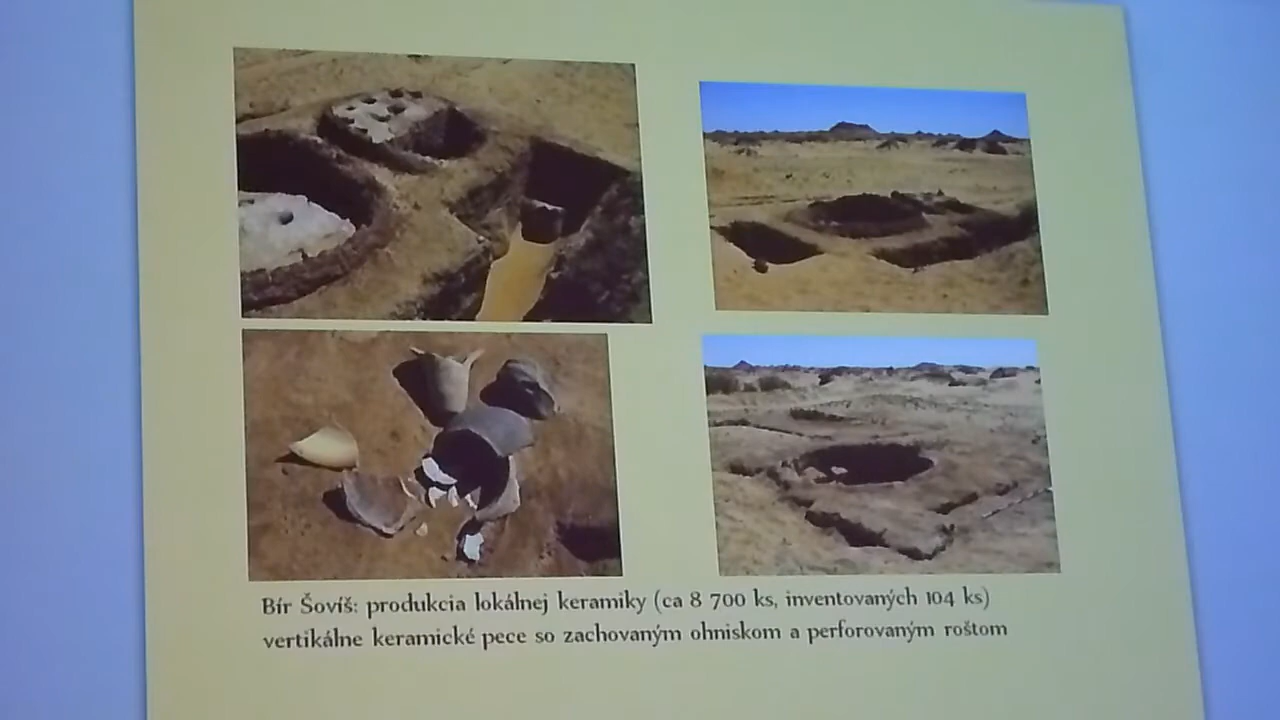 Bír Šovíš: produkcia lokálnej keramiky (ca 8 700 ks, inventovaných 104 ks)
vertikálne keramické pece so zachovaným ohniskom a perforovaným roštom